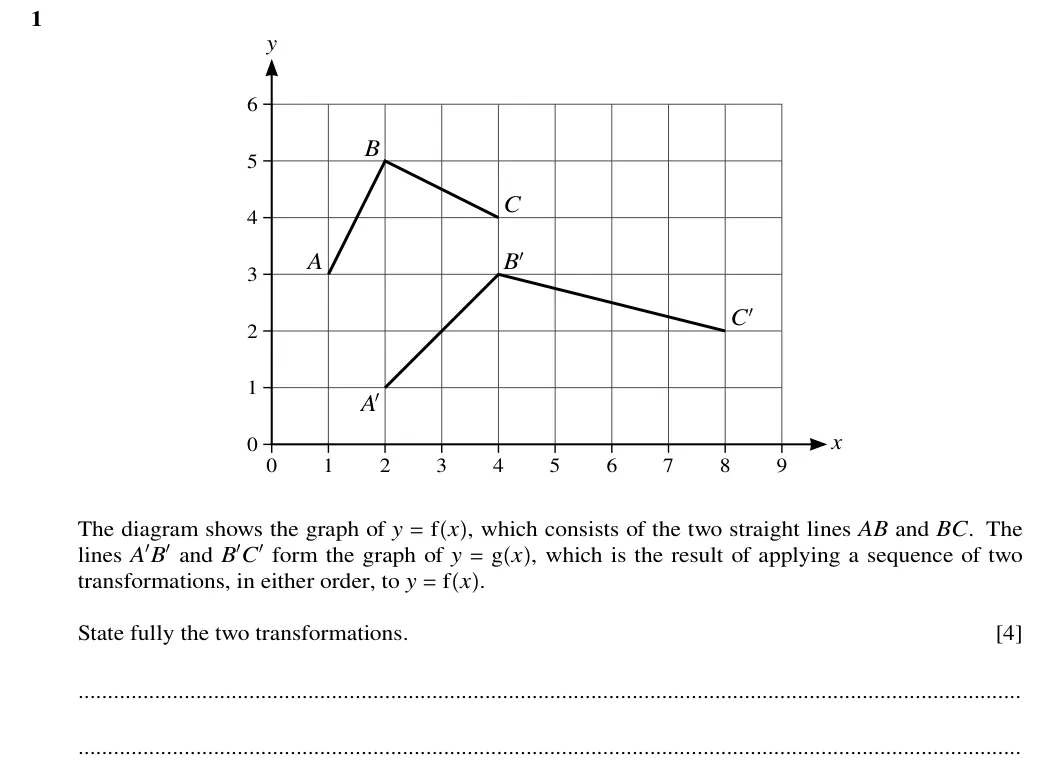 1
y
6
B
5
C
4
A
B′
3
C′
2
1
A′
0
x
0 1 2 3 4 5 6 7 8 9
The diagram shows the graph of y = f(x), which consists of the two straight lines AB and BC. The
lines A′B′ and B′C′ form the graph of y = g(x), which is the result of applying a sequence of two
transformations, in either order, to y = f(x).
State fully the two transformations. [4]